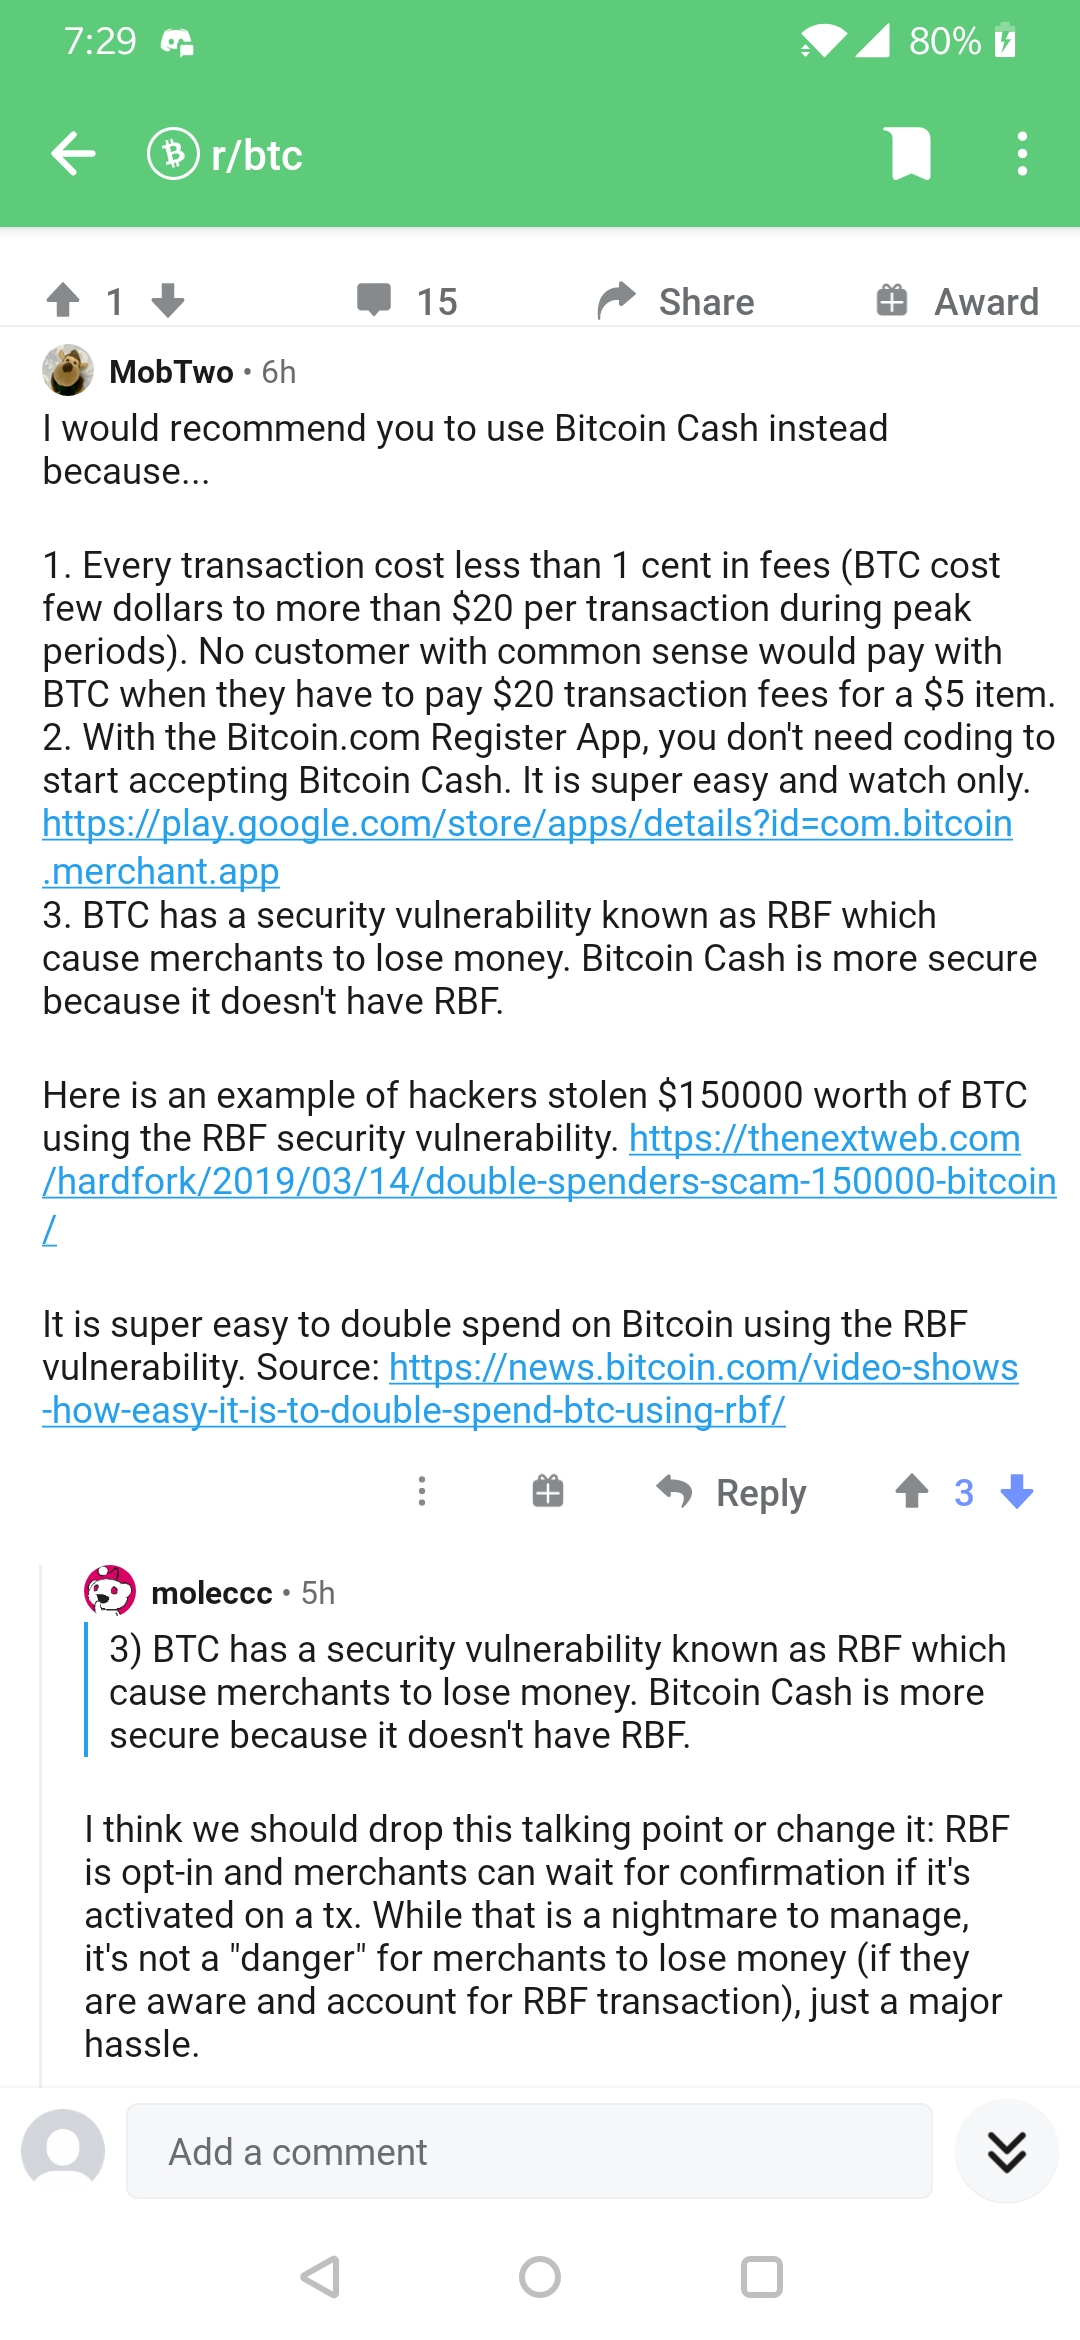 7:29
80%
r/btc
1
15
Share
Award
MobTwo • 6h
I would recommend you to use Bitcoin Cash instead
because...
1. Every transaction cost less than 1 cent in fees (BTC cost
few dollars to more than $20 per transaction during peak
periods). No customer with common sense would pay with
BTC when they have to pay $20 transaction fees for a $5 item.
2. With the Bitcoin.com Register App, you don't need coding to
start accepting Bitcoin Cash. It is super easy and watch only.
https://play.google.com/store/apps/details?id=com.bitcoin
.merchant.app
3. BTC has a security vulnerability known as RBF which
cause merchants to lose money. Bitcoin Cash is more secure
because it doesn't have RBF.
Here is an example of hackers stolen $150000 worth of BTC
using the RBF security vulnerability. https://thenextweb.com
/hardfork/2019/03/14/double-spenders-scam-150000-bitcoin
/
It is super easy to double spend on Bitcoin using the RBF
vulnerability. Source: https://news.bitcoin.com/video-shows
-how-easy-it-is-to-double-spend-btc-using-rbf/
Reply
3
moleccc • 5h
3) BTC has a security vulnerability known as RBF which
cause merchants to lose money. Bitcoin Cash is more
secure because it doesn't have RBF.
I think we should drop this talking point or change it: RBF
is opt-in and merchants can wait for confirmation if it's
activated on a tx. While that is a nightmare to manage,
it's not a "danger" for merchants to lose money (if they
are aware and account for RBF transaction), just a major
hassle.
Add a comment